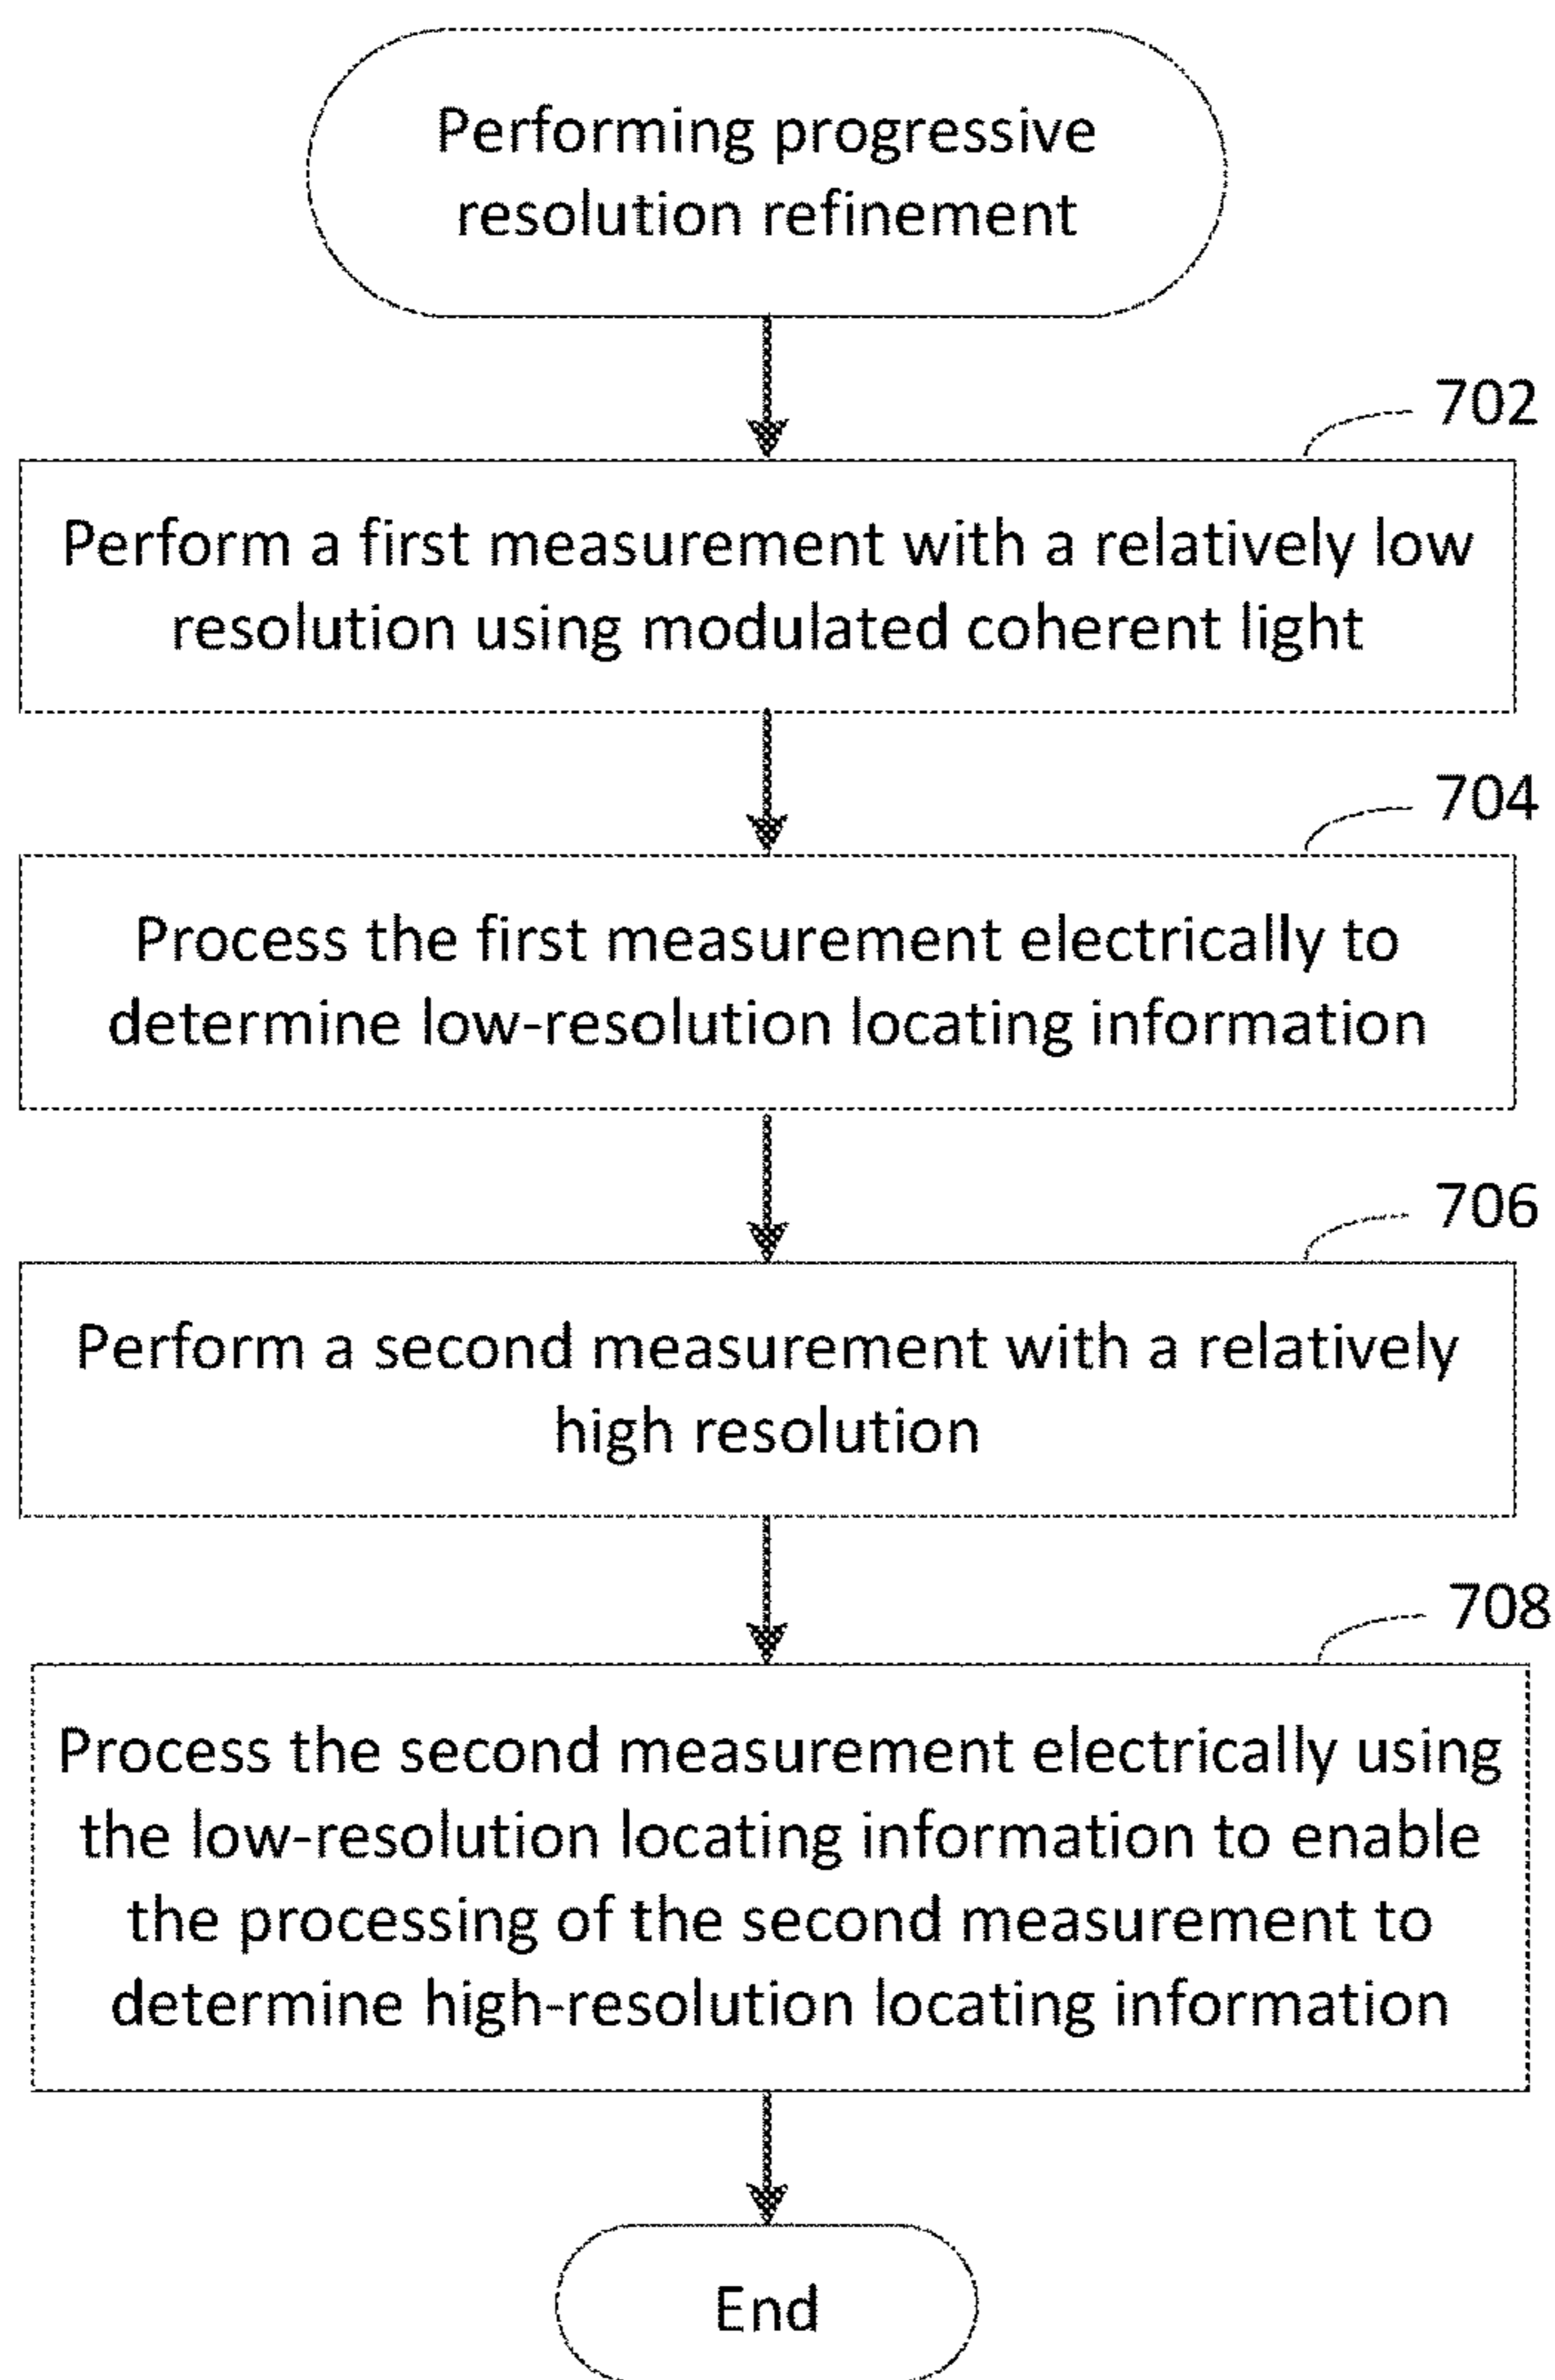 Performing progressive
resolution refinement
702
Perform a first measurement with a relatively low
resolution using modulated coherent light
704
Process the first measurement electrically to
determine low-resolution locating information
706
Perform a second measurement with a relatively
high resolution
708
Process the second measurement electrically using
the low-resolution locating information to enable
the processing of the second measurement to
determine high-resolution locating information
End